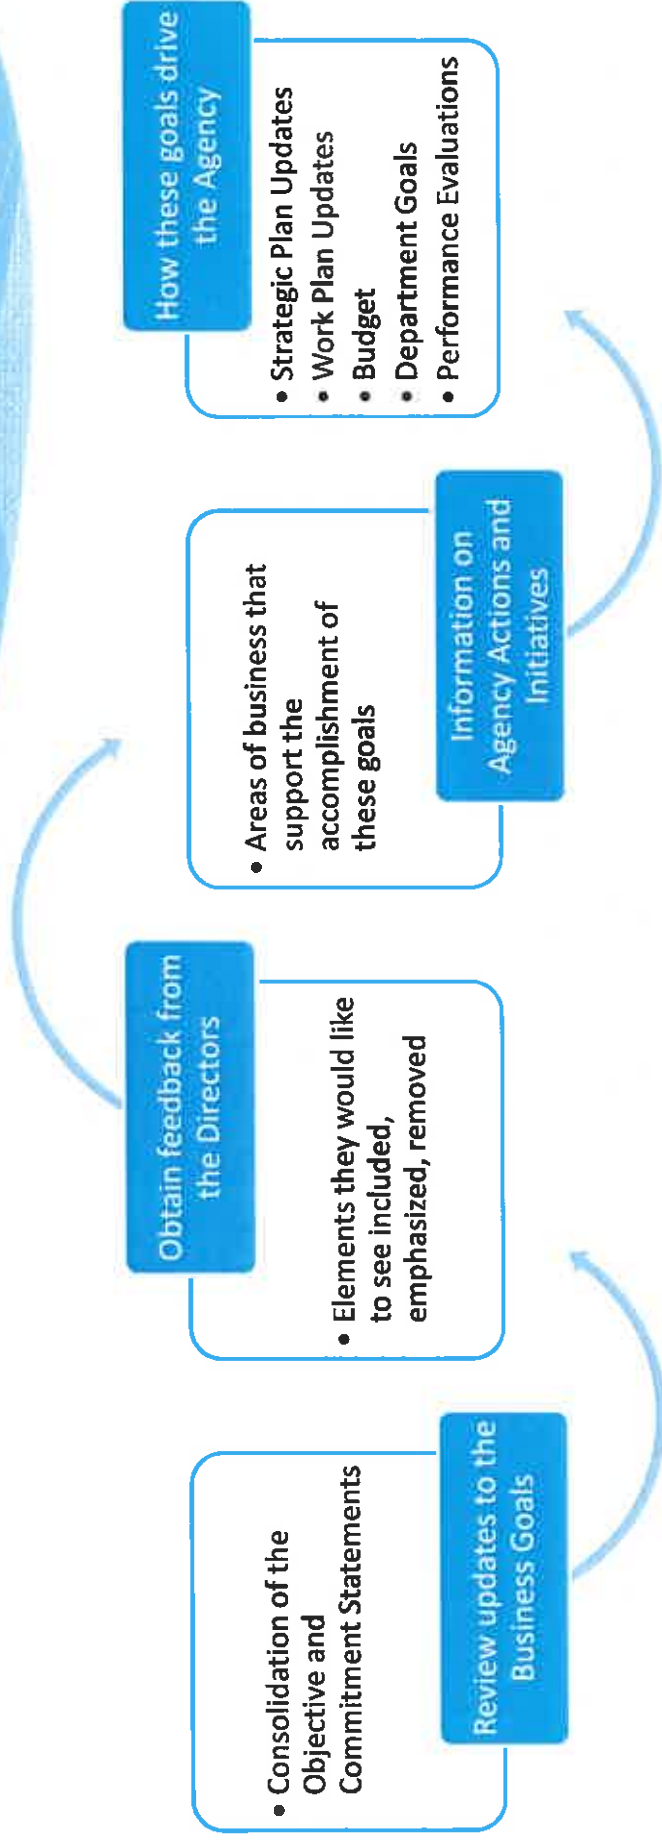 • Consolidation of the
Objective and
Commitment Statements
Review updates to the
Business Goals
Obtain feedback from
the Directors
• Elements they would like
to see included,
emphasized, removed
• Areas of business that
support the
accomplishment of
these goals
Information on
Agency Actions and
Initiatives
How these goals drive
the Agency
• Strategic Plan Updates
• Work Plan Updates
• Budget
• Department Goals
• Performance Evaluations